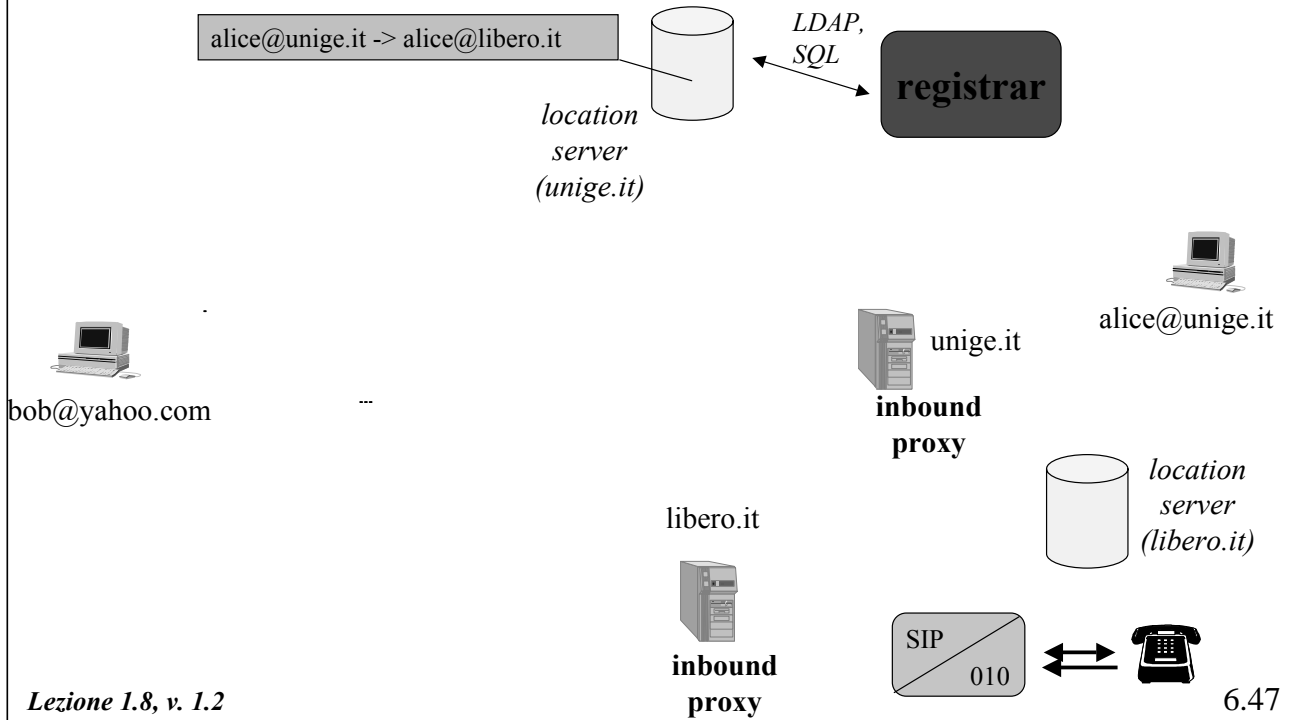 alice@unige.it -> alice@libero.it
LDAP,
SQL
registrar
location
server
(unige.it)
alice@unige.it
unige.it
inbound
proxy
bob@yahoo.com
location
server
(libero.it)
libero.it
inbound
proxy
SIP
010
Lezione 1.8, v. 1.2
6.47